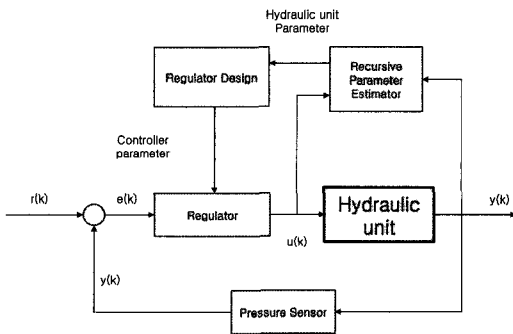 Hydraulic unit
Parameter
Regulator Design
Recursive
Parameter
Estimator
Controller
parameter
r(k)
e(k)
Regulator
u(k)
Hydraulic
unit
y(k)
y(k)
Pressure Sensor